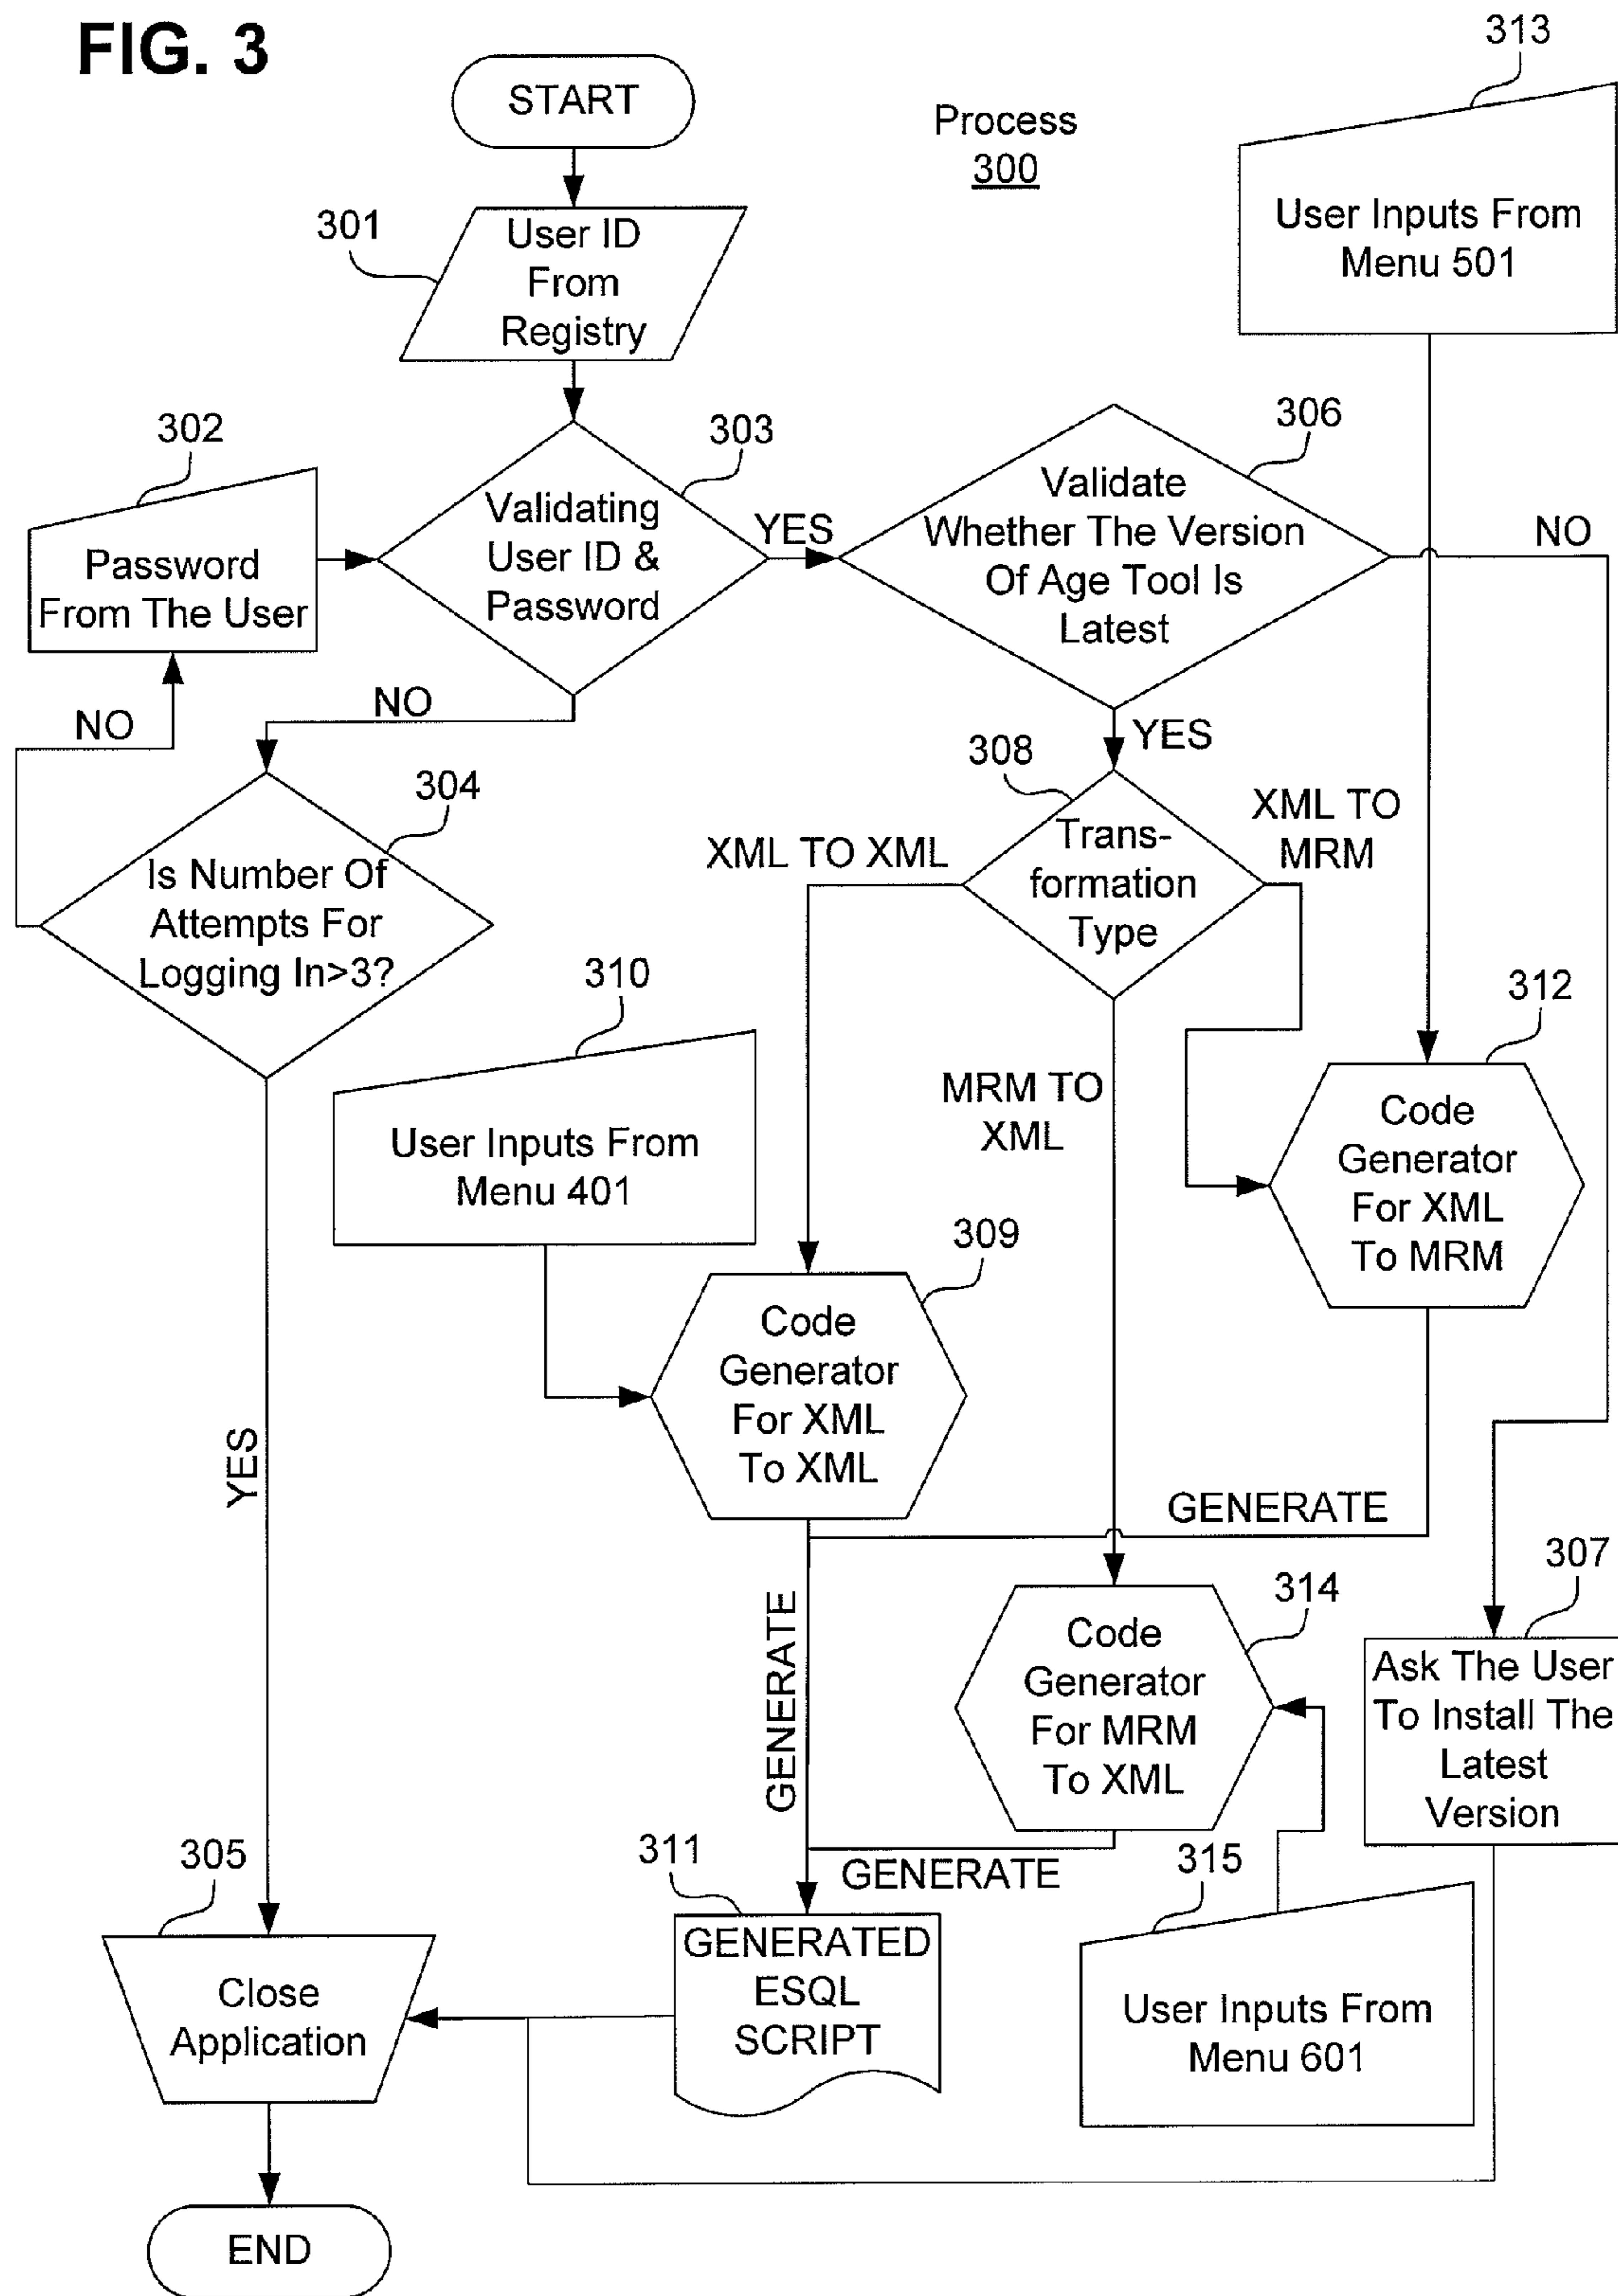 FIG. 3
START
Process
300
313
User Inputs From
Menu 501
301
User ID
From
Registry
302
Password
From The User
303
Validating
User ID &
Password
YES
306
Validate
Whether The Version
Of Age Tool Is
Latest
NO
NO
NO
YES
304
Is Number Of
Attempts For
Logging In>3?
308
Trans-
formation
Type
XML TO XML
XML TO
MRM
MRM TO
XML
310
User Inputs From
Menu 401
312
Code
Generator
For XML
To MRM
309
Code
Generator
For XML
To XML
YES
GENERATE
GENERATE
314
Code
Generator
For MRM
To XML
307
Ask The User
To Install The
Latest
Version
GENERATE
305
Close
Application
311
GENERATED
ESQL
SCRIPT
315
User Inputs From
Menu 601
END